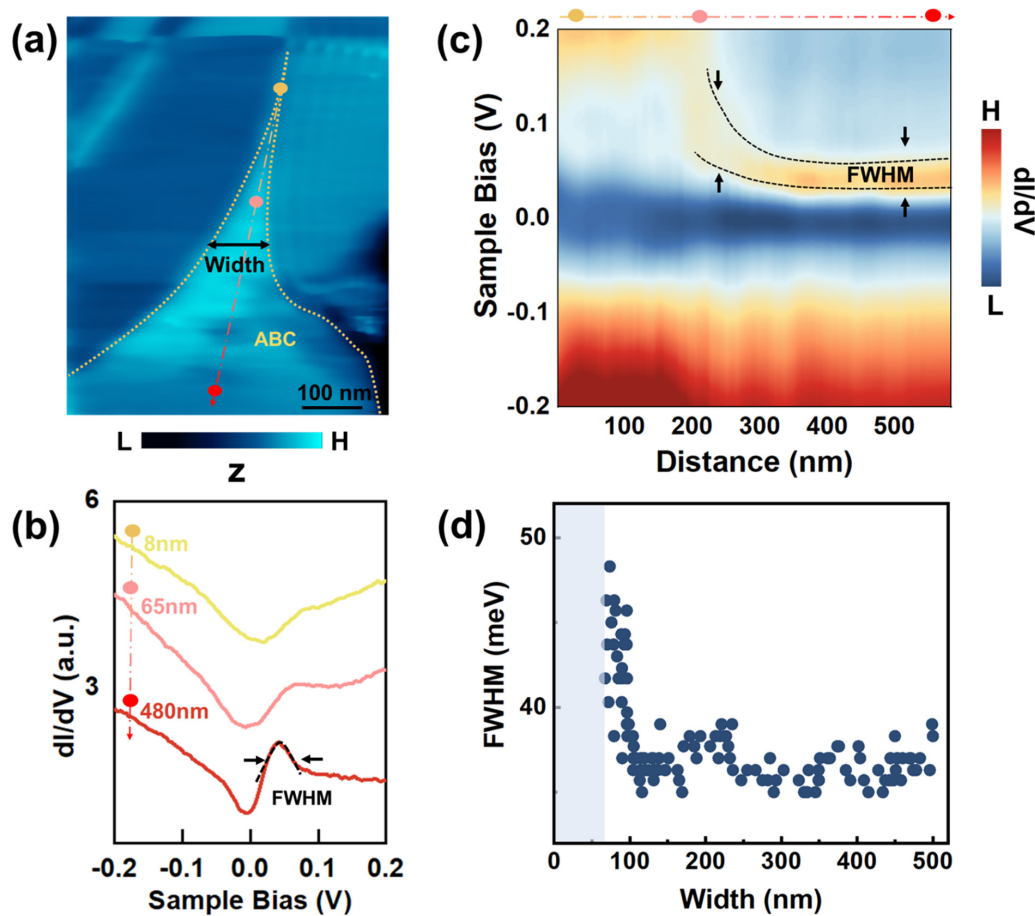 (a)
Width
ABC
100 nm
L
H
Z
(b)
6
3
dI/dV (a.u.)
8nm
65nm
480nm
FWHM
-0.2
-0.1
0.0
0.1
0.2
Sample Bias (V)
(c)
0.2
0.1
0.0
-0.1
-0.2
Sample Bias (V)
FWHM
100
200
300
400
500
Distance (nm)
H
dI/dV
L
(d)
50
40
FWHM (meV)
0
100
200
300
400
500
Width (nm)